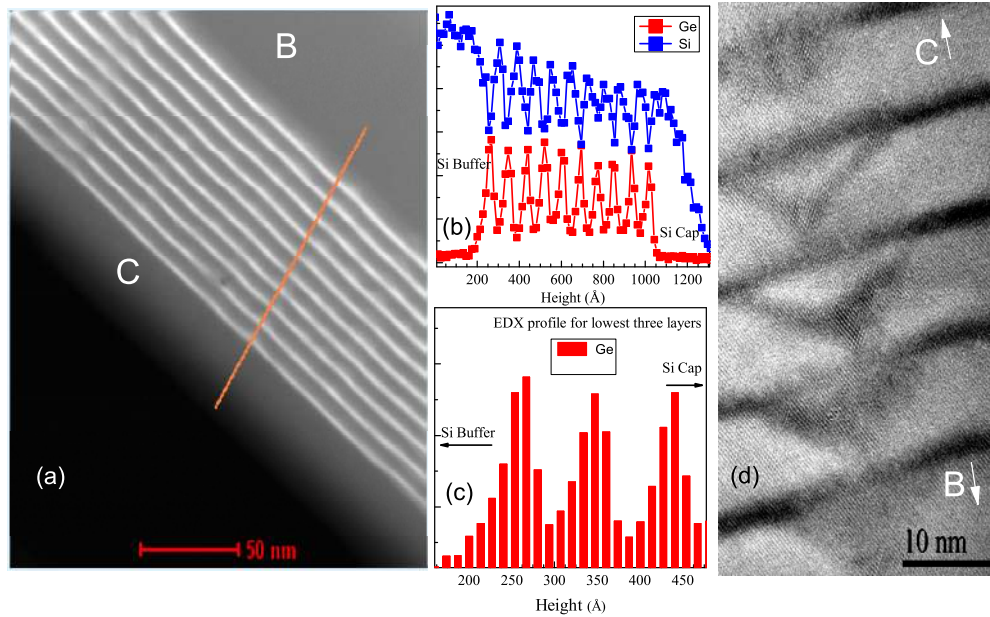 B
C
(a)
50 nm
Ge
Si
Si Buffer
(b)
Si Cap
200 400 600 800 1000 1200
Height (Å)
EDX profile for lowest three layers
Ge
Si Cap
Si Buffer
(c)
200 250 300 350 400 450
Height (Å)
C
(d)
B
10 nm